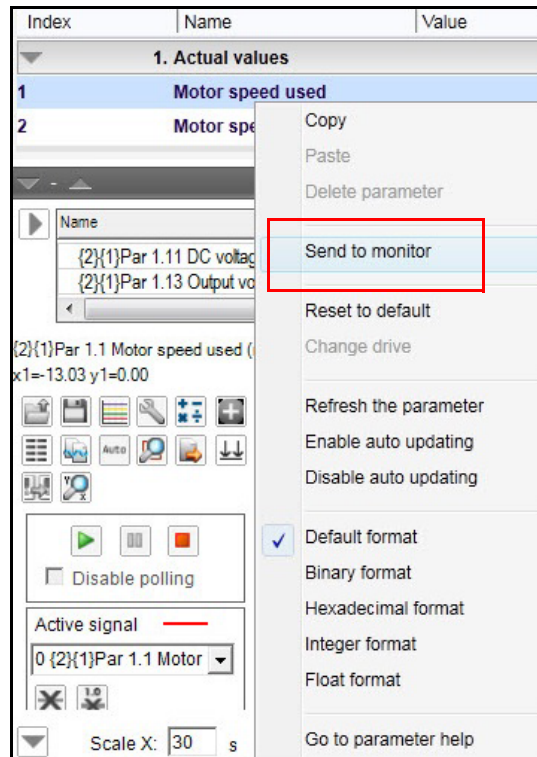 Index Name Value
1. Actual values
1 Motor speed used
2 Motor spe
Copy
Paste
Delete parameter
Send to monitor
Reset to default
Change drive
Refresh the parameter
Enable auto updating
Disable auto updating
Default format
Binary format
Hexadecimal format
Integer format
Float format
Go to parameter help
Name
{2}{1}Par 1.11 DC voltag
{2}{1}Par 1.13 Output vo
{2}{1}Par 1.1 Motor speed used (
x1=-13.03 y1=0.00
Auto
Y
X
Disable polling
Active signal
0 {2}{1}Par 1.1 Motor
1.0
Scale X: 30 s